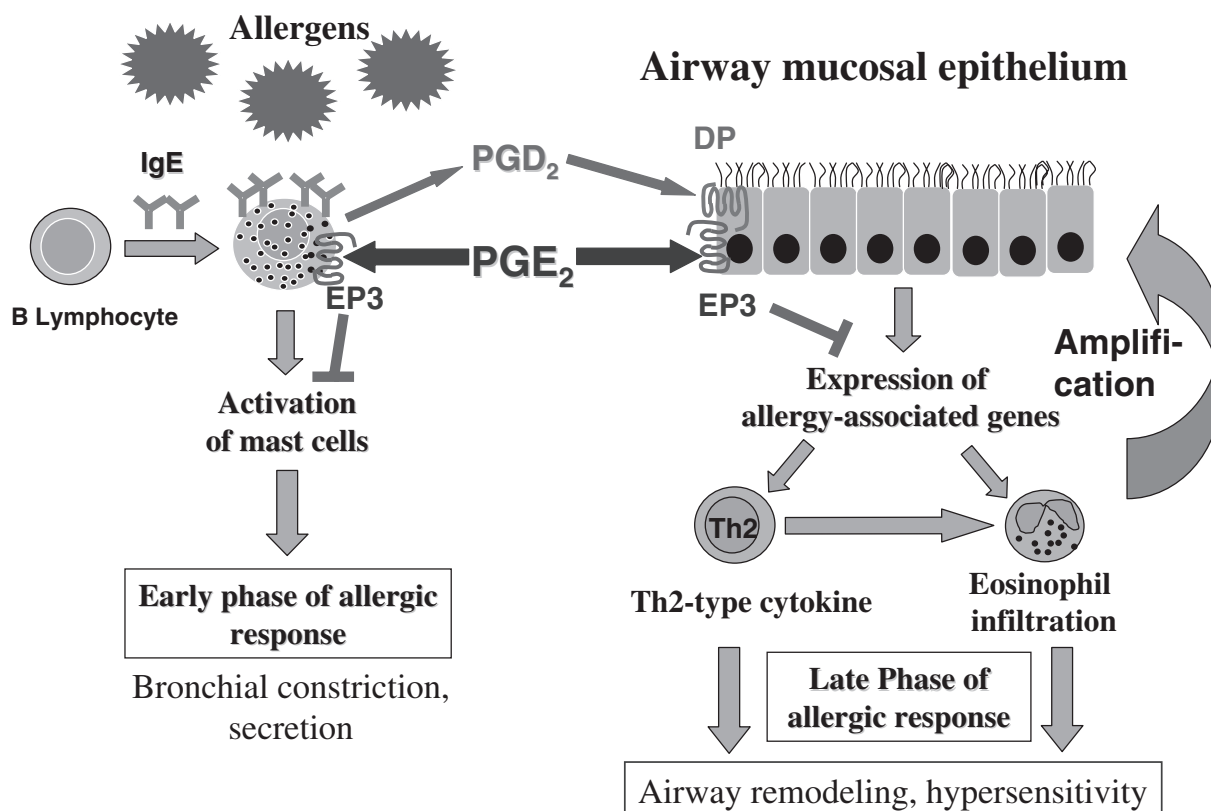 Allergens
Airway mucosal epithelium
IgE
PGD2
DP
B Lymphocyte
PGE2
EP3
EP3
Activation
of mast cells
Expression of
allergy-associated genes
Amplifi-
cation
Th2
Early phase of allergic
response
Bronchial constriction,
secretion
Th2-type cytokine
Eosinophil
infiltration
Late Phase of
allergic response
Airway remodeling, hypersensitivity